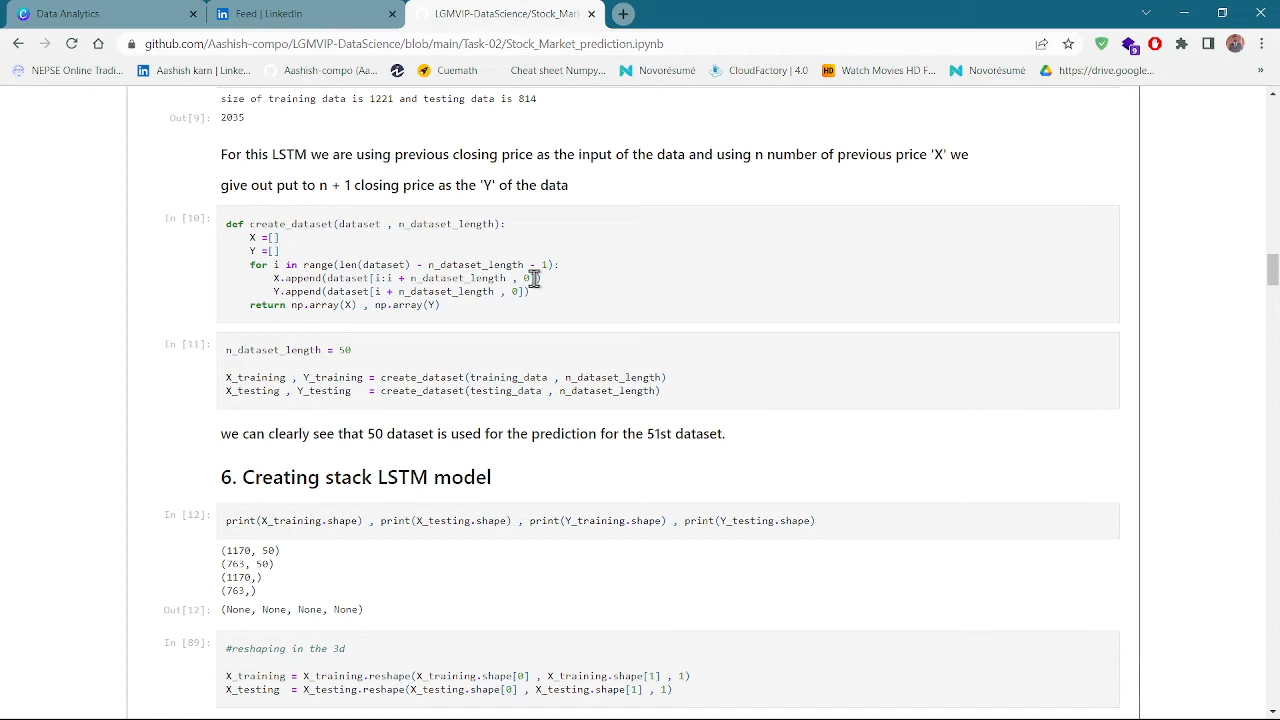 Data Analytics
Feed | LinkedIn
LGMVIP-DataScience/Stock_Mark
github.com/Aashish-compo/LGMVIP-DataScience/blob/main/Task-02/Stock_Market_prediction.ipynb
9
NEPSE Online Tradi...
Aashish karn | Linke...
Aashish-compo (Aa...
Cuemath
Cheat sheet Numpy...
Novorésumé
CloudFactory | 4.0
HD
Watch Movies HD F...
Novorésumé
https://drive.google...
»
size of training data is 1221 and testing data is 814
Out[9]: 2035
For this LSTM we are using previous closing price as the input of the data and using n number of previous price 'X' we
give out put to n + 1 closing price as the 'Y' of the data
In [10]:
def create_dataset(dataset , n_dataset_length):
X =[]
Y =[]
for i in range(len(dataset) - n_dataset_length - 1):
X.append(dataset[i:i + n_dataset_length , 0])
Y.append(dataset[i + n_dataset_length , 0])
return np.array(X) , np.array(Y)
In [11]:
n_dataset_length = 50
X_training , Y_training = create_dataset(training_data , n_dataset_length)
X_testing , Y_testing = create_dataset(testing_data , n_dataset_length)
we can clearly see that 50 dataset is used for the prediction for the 51st dataset.
6. Creating stack LSTM model
In [12]:
print(X_training.shape) , print(X_testing.shape) , print(Y_training.shape) , print(Y_testing.shape)
(1170, 50)
(763, 50)
(1170,)
(763,)
Out[12]: (None, None, None, None)
In [89]:
#reshaping in the 3d
X_training = X_training.reshape(X_training.shape[0] , X_training.shape[1] , 1)
X_testing = X_testing.reshape(X_testing.shape[0] , X_testing.shape[1] , 1)